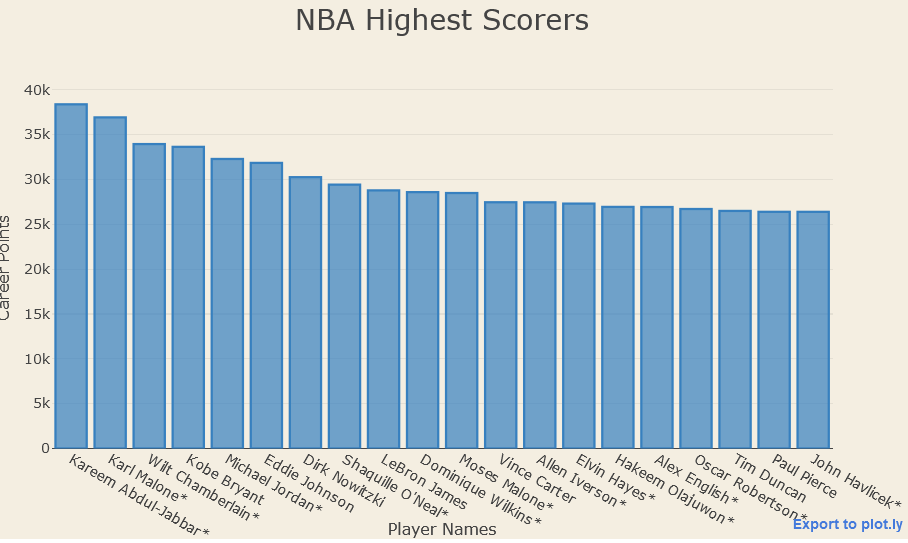 NBA Highest Scorers
40k
35k
30k
25k
20k
15k
10k
5k
0
Career Points
Kareem Abdul-Jabbar*
Karl Malone*
Wilt Chamberlain*
Kobe Bryant
Michael Jordan*
Eddie Johnson
Dirk Nowitzki
Shaquille O'Neal*
LeBron James
Dominique Wilkins*
Moses Malone*
Vince Carter
Allen Iverson*
Elvin Hayes*
Hakeem Olajuwon*
Alex English*
Oscar Robertson*
Tim Duncan
Paul Pierce
John Havlicek*
Player Names
Export to plot.ly